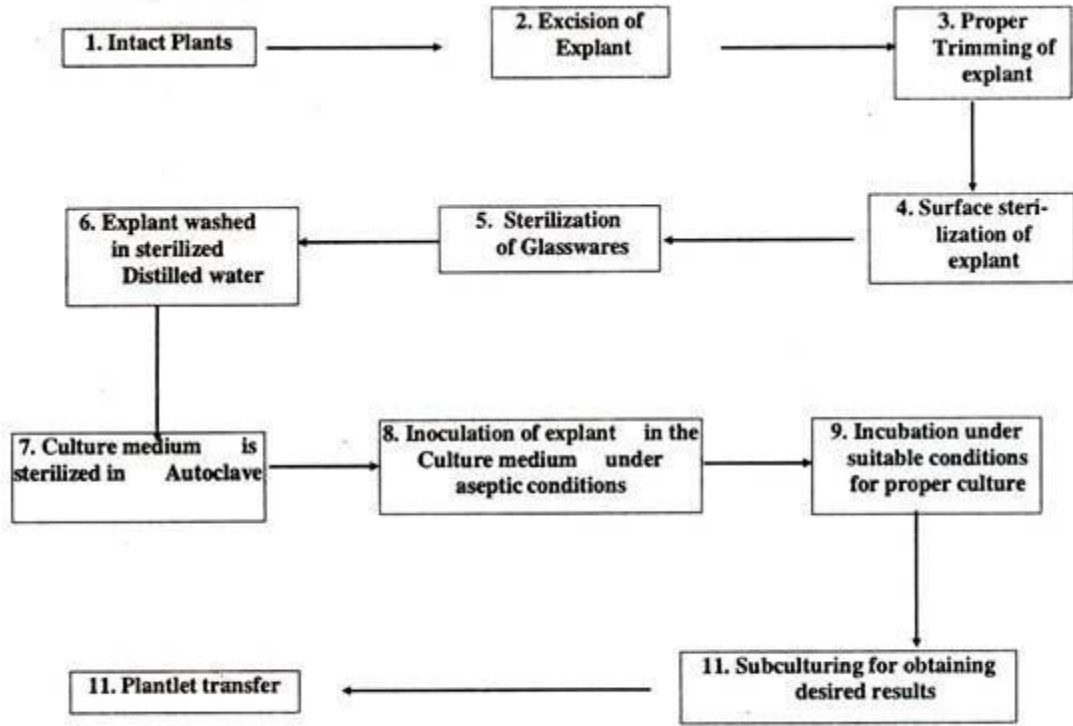 1. Intact Plants
2. Excision of
Explant
3. Proper
Trimming of
explant
4. Surface steri-
lization of
explant
5. Sterilization
of Glasswares
6. Explant washed
in sterilized
Distilled water
7. Culture medium is
sterilized in Autoclave
8. Inoculation of explant in the
Culture medium under
aseptic conditions
9. Incubation under
suitable conditions
for proper culture
11. Subculturing for obtaining
desired results
11. Plantlet transfer